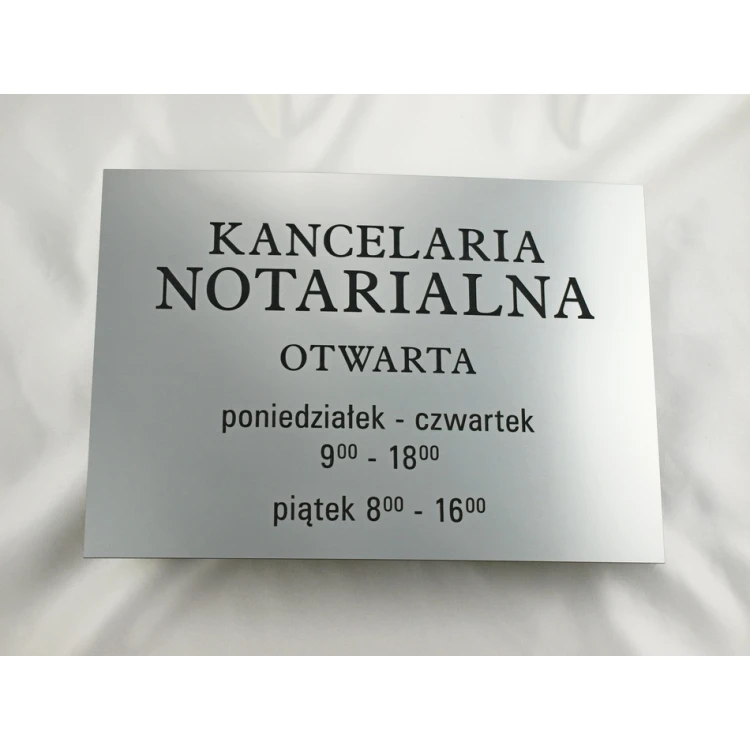 KANCELARIA
NOTARIALNA
OTWARTA
poniedziałek - czwartek
9⁰⁰ - 18⁰⁰
piątek 8⁰⁰ - 16⁰⁰